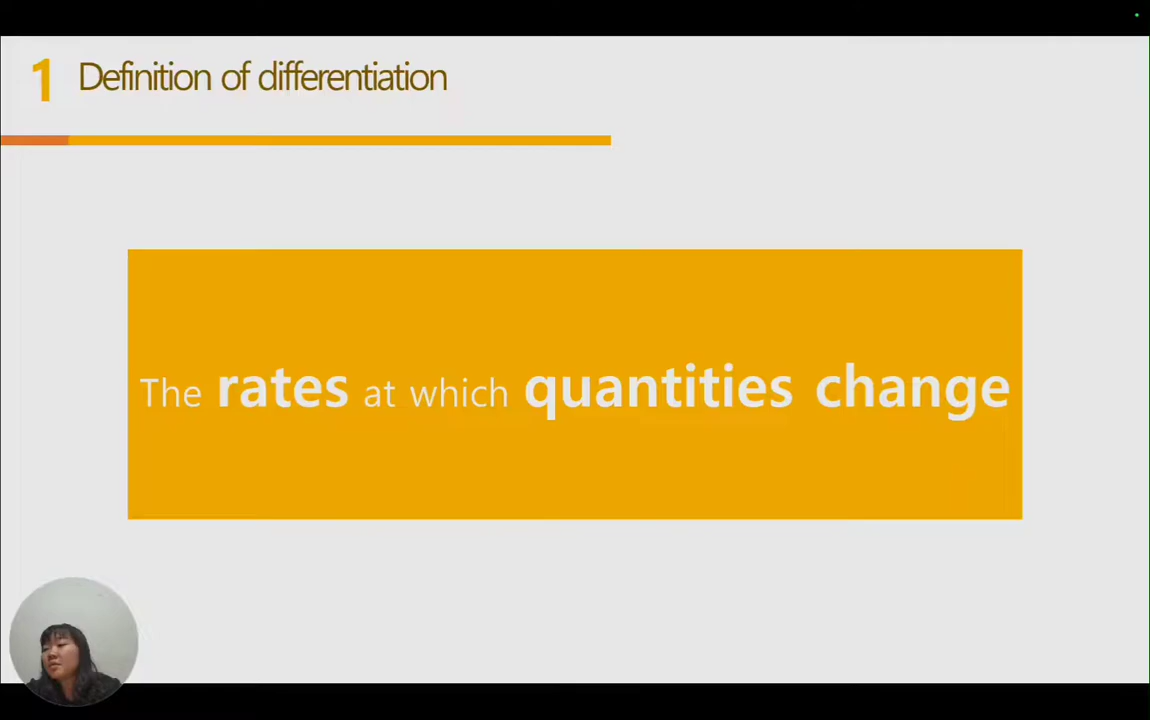 1 Definition of differentiation
The rates at which quantities change